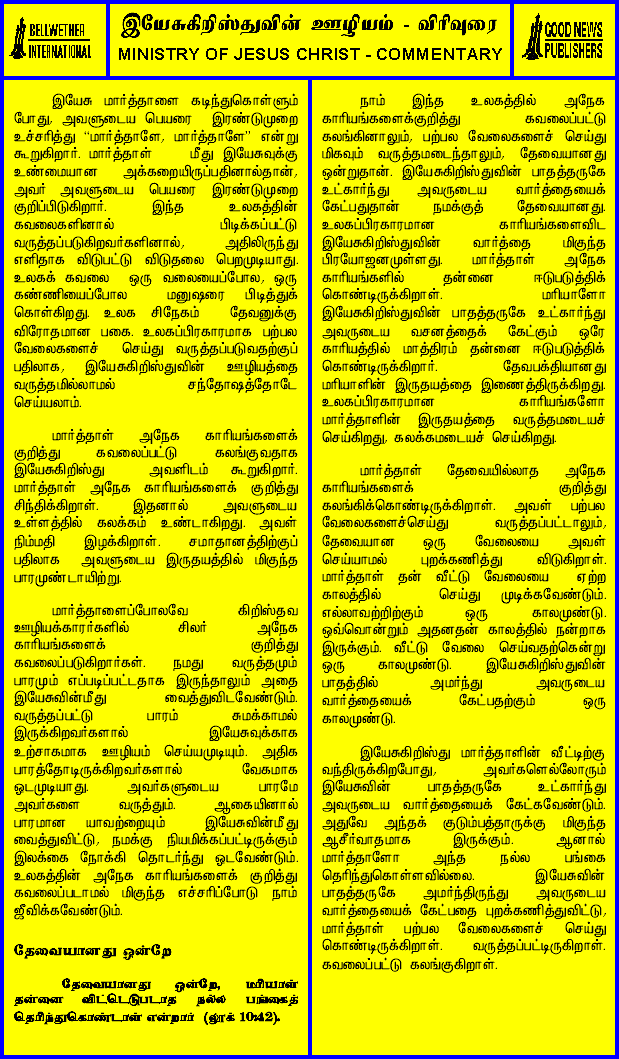 BELLWETHER
INTERNATIONAL
இயேசுகிறிஸ்துவின் ஊழியம் - விரிவுரை
MINISTRY OF JESUS CHRIST - COMMENTARY
GOOD NEWS
PUBLISHERS
இயேசு மார்த்தாளை கடிந்துகொள்ளும்
போது, அவளுடைய பெயரை இரண்டுமுறை
உச்சரித்து “மார்த்தாளே, மார்த்தாளே” என்று
கூறுகிறார். மார்த்தாள் மீது இயேசுவுக்கு
உண்மையான அக்கறையிருப்பதினால்தான்,
அவர் அவளுடைய பெயரை இரண்டுமுறை
குறிப்பிடுகிறார். இந்த உலகத்தின்
கவலைகளினால் பிடிக்கப்பட்டு
வருத்தப்படுகிறவர்களினால், அதிலிருந்து
எளிதாக விடுபட்டு விடுதலை பெறமுடியாது.
உலகக் கவலை ஒரு வலையைப்போல, ஒரு
கண்ணியைப்போல மனுஷரை பிடித்துக்
கொள்கிறது. உலக சிநேகம் தேவனுக்கு
விரோதமான பகை. உலகப்பிரகாரமாக பற்பல
வேலைகளைச் செய்து வருத்தப்படுவதற்குப்
பதிலாக, இயேசுகிறிஸ்துவின் ஊழியத்தை
வருத்தமில்லாமல் சந்தோஷத்தோடே
செய்யலாம்.
மார்த்தாள் அநேக காரியங்களைக்
குறித்து கவலைப்பட்டு கலங்குவதாக
இயேசுகிறிஸ்து அவளிடம் கூறுகிறார்.
மார்த்தாள் அநேக காரியங்களைக் குறித்து
சிந்திக்கிறாள். இதனால் அவளுடைய
உள்ளத்தில் கலக்கம் உண்டாகிறது. அவள்
நிம்மதி இழக்கிறாள். சமாதானத்திற்குப்
பதிலாக அவளுடைய இருதயத்தில் மிகுந்த
பாரமுண்டாயிற்று.
மார்த்தாளைப்போலவே கிறிஸ்தவ
ஊழியக்காரர்களில் சிலர் அநேக
காரியங்களைக் குறித்து
கவலைப்படுகிறார்கள். நமது வருத்தமும்
பாரமும் எப்படிப்பட்டதாக இருந்தாலும் அதை
இயேசுவின்மீது வைத்துவிடவேண்டும்.
வருத்தப்பட்டு பாரம் சுமக்காமல்
இருக்கிறவர்களால் இயேசுவுக்காக
உற்சாகமாக ஊழியம் செய்யமுடியும். அதிக
பாரத்தோடிருக்கிறவர்களால் வேகமாக
ஓடமுடியாது. அவர்களுடைய பாரமே
அவர்களை வருத்தும். ஆகையினால்
பாரமான யாவற்றையும் இயேசுவின்மீது
வைத்துவிட்டு, நமக்கு நியமிக்கப்பட்டிருக்கும்
இலக்கை நோக்கி தொடர்ந்து ஓடவேண்டும்.
உலகத்தின் அநேக காரியங்களைக் குறித்து
கவலைப்படாமல் மிகுந்த எச்சரிப்போடு நாம்
ஜீவிக்கவேண்டும்.
தேவையானது ஒன்றே
தேவையானது ஒன்றே, மரியாள்
தன்னை விட்டெடுபடாத நல்ல பங்கைத்
தெரிந்துகொண்டாள் என்றார் (லூக் 10:42).
நாம் இந்த உலகத்தில் அநேக
காரியங்களைக்குறித்து கவலைப்பட்டு
கலங்கினாலும், பற்பல வேலைகளைச் செய்து
மிகவும் வருத்தமடைந்தாலும், தேவையானது
ஒன்றுதான். இயேசுகிறிஸ்துவின் பாதத்தருகே
உட்கார்ந்து அவருடைய வார்த்தையைக்
கேட்பதுதான் நமக்குத் தேவையானது.
உலகப்பிரகாரமான காரியங்களைவிட
இயேசுகிறிஸ்துவின் வார்த்தை மிகுந்த
பிரயோஜனமுள்ளது. மார்த்தாள் அநேக
காரியங்களில் தன்னை ஈடுபடுத்திக்
கொண்டிருக்கிறாள். மரியாளோ
இயேசுகிறிஸ்துவின் பாதத்தருகே உட்கார்ந்து
அவருடைய வசனத்தைக் கேட்கும் ஒரே
காரியத்தில் மாத்திரம் தன்னை ஈடுபடுத்திக்
கொண்டிருக்கிறார். தேவபக்தியானது
மரியாளின் இருதயத்தை இணைத்திருக்கிறது.
உலகப்பிரகாரமான காரியங்களோ
மார்த்தாளின் இருதயத்தை வருத்தமடையச்
செய்கிறது, கலக்கமடையச் செய்கிறது.
மார்த்தாள் தேவையில்லாத அநேக
காரியங்களைக் குறித்து
கலங்கிக்கொண்டிருக்கிறாள். அவள் பற்பல
வேலைகளைச்செய்து வருத்தப்பட்டாலும்,
தேவையான ஒரு வேலையை அவள்
செய்யாமல் புறக்கணித்து விடுகிறாள்.
மார்த்தாள் தன் வீட்டு வேலையை ஏற்ற
காலத்தில் செய்து முடிக்கவேண்டும்.
எல்லாவற்றிற்கும் ஒரு காலமுண்டு.
ஒவ்வொன்றும் அதனதன் காலத்தில் நன்றாக
இருக்கும். வீட்டு வேலை செய்வதற்கென்று
ஒரு காலமுண்டு. இயேசுகிறிஸ்துவின்
பாதத்தில் அமர்ந்து அவருடைய
வார்த்தையைக் கேட்பதற்கும் ஒரு
காலமுண்டு.
இயேசுகிறிஸ்து மார்த்தாளின் வீட்டிற்கு
வந்திருக்கிறபோது, அவர்களெல்லோரும்
இயேசுவின் பாதத்தருகே உட்கார்ந்து
அவருடைய வார்த்தையைக் கேட்கவேண்டும்.
அதுவே அந்தக் குடும்பத்தாருக்கு மிகுந்த
ஆசீர்வாதமாக இருக்கும். ஆனால்
மார்த்தாளோ அந்த நல்ல பங்கை
தெரிந்துகொள்ளவில்லை. இயேசுவின்
பாதத்தருகே அமர்ந்திருந்து அவருடைய
வார்த்தையைக் கேட்பதை புறக்கணித்துவிட்டு,
மார்த்தாள் பற்பல வேலைகளைச் செய்து
கொண்டிருக்கிறாள். வருத்தப்பட்டிருகிறாள்.
கவலைப்பட்டு கலங்குகிறாள்.